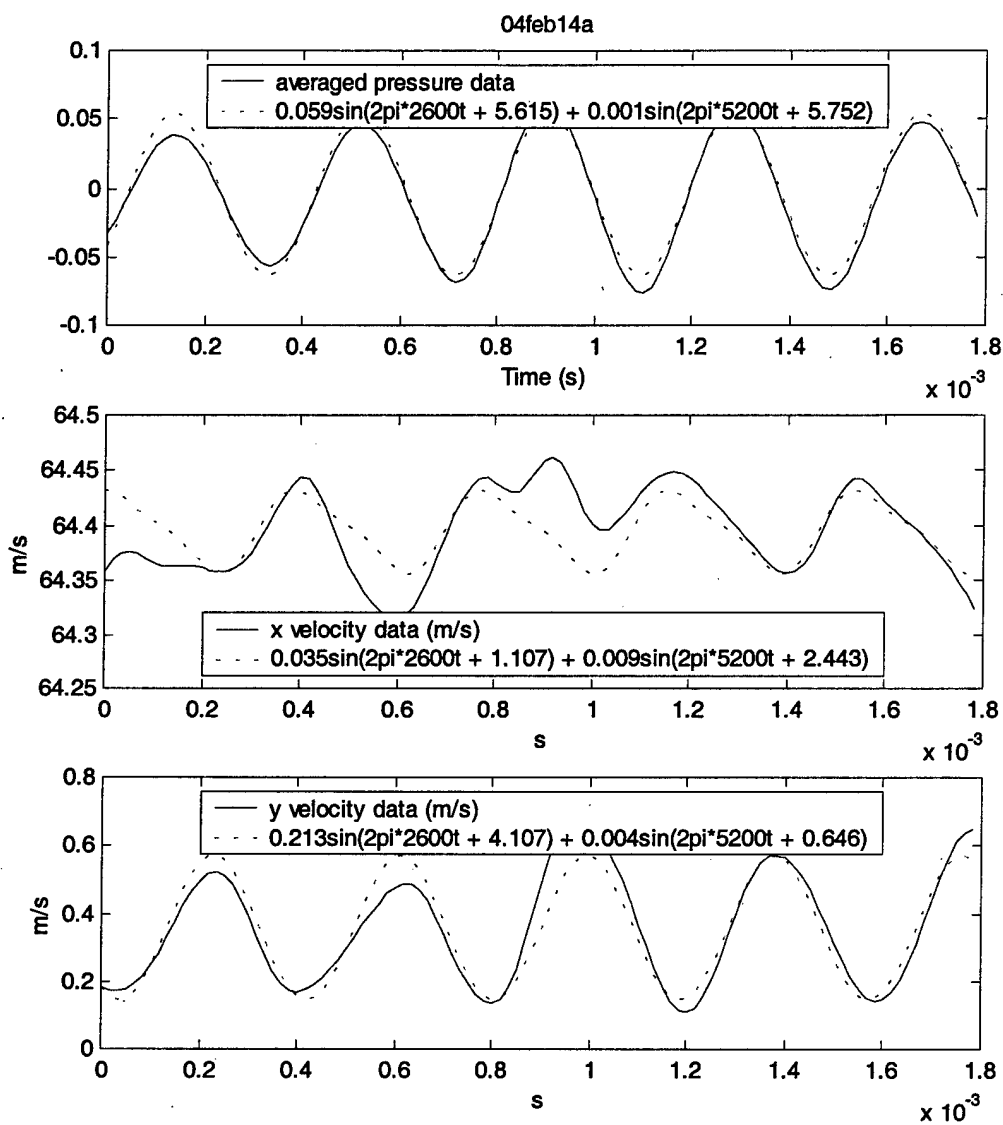 04feb14a
0.1
0.05
0
-0.05
-0.1
averaged pressure data
0.059sin(2pi*2600t + 5.615) + 0.001sin(2pi*5200t + 5.752)
0 0.2 0.4 0.6 0.8 1 1.2 1.4 1.6 1.8
Time (s)
x 10-3
64.5
64.45
64.4
64.35
64.3
64.25
m/s
x velocity data (m/s)
0.035sin(2pi*2600t + 1.107) + 0.009sin(2pi*5200t + 2.443)
0 0.2 0.4 0.6 0.8 1 1.2 1.4 1.6 1.8
s
x 10-3
0.8
0.6
0.4
0.2
0
m/s
y velocity data (m/s)
0.213sin(2pi*2600t + 4.107) + 0.004sin(2pi*5200t + 0.646)
0 0.2 0.4 0.6 0.8 1 1.2 1.4 1.6 1.8
s
x 10-3